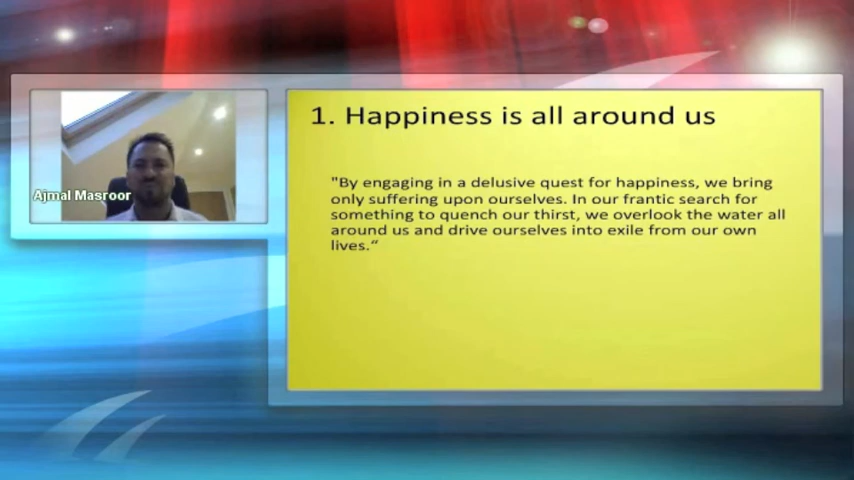 Ajmal Masroor
1. Happiness is all around us
"By engaging in a delusive quest for happiness, we bring
only suffering upon ourselves. In our frantic search for
something to quench our thirst, we overlook the water all
around us and drive ourselves into exile from our own
lives.“